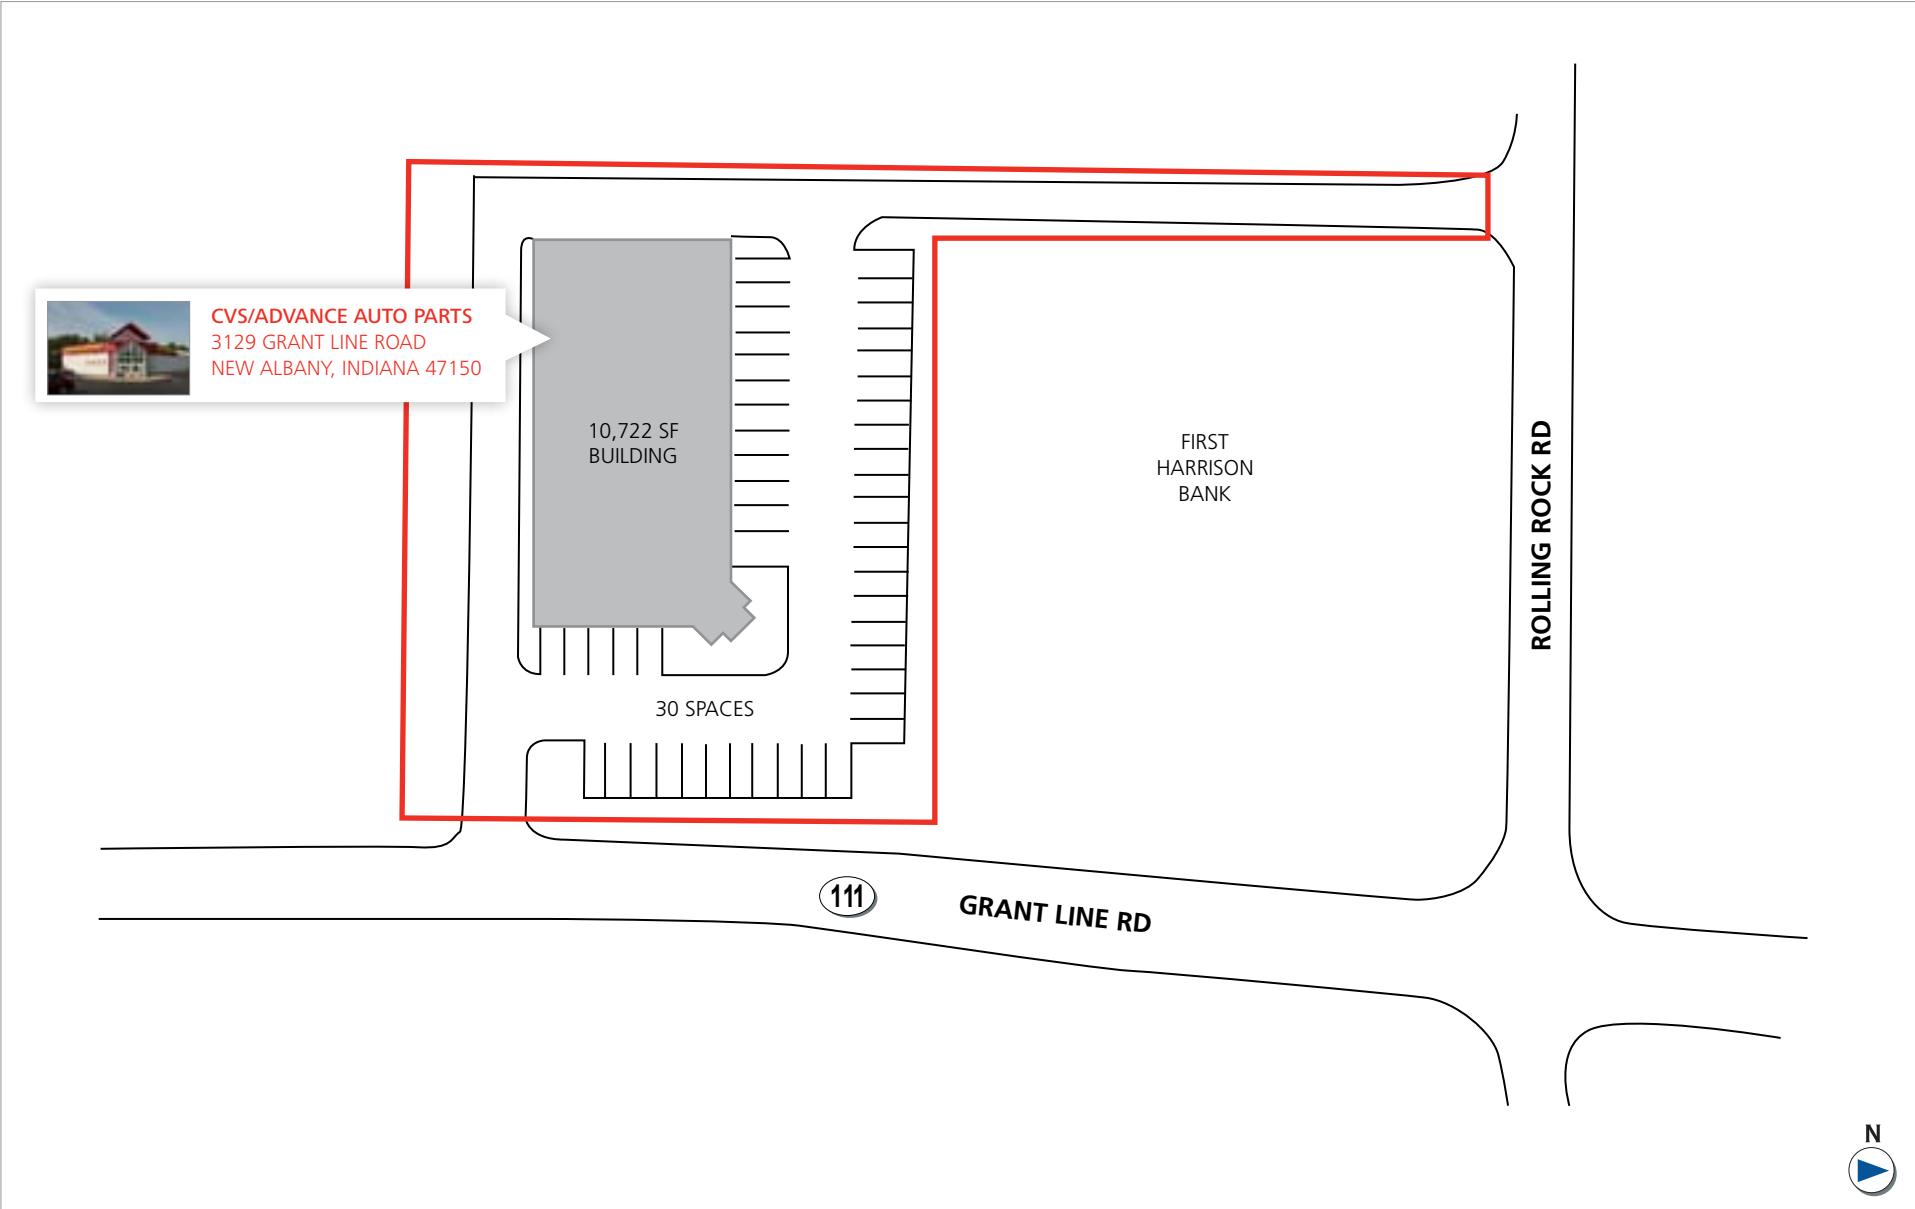 CVS/ADVANCE AUTO PARTS
3129 GRANT LINE ROAD
NEW ALBANY, INDIANA 47150
10,722 SF
BUILDING
FIRST
HARRISON
BANK
ROLLING ROCK RD
30 SPACES
111
GRANT LINE RD
N